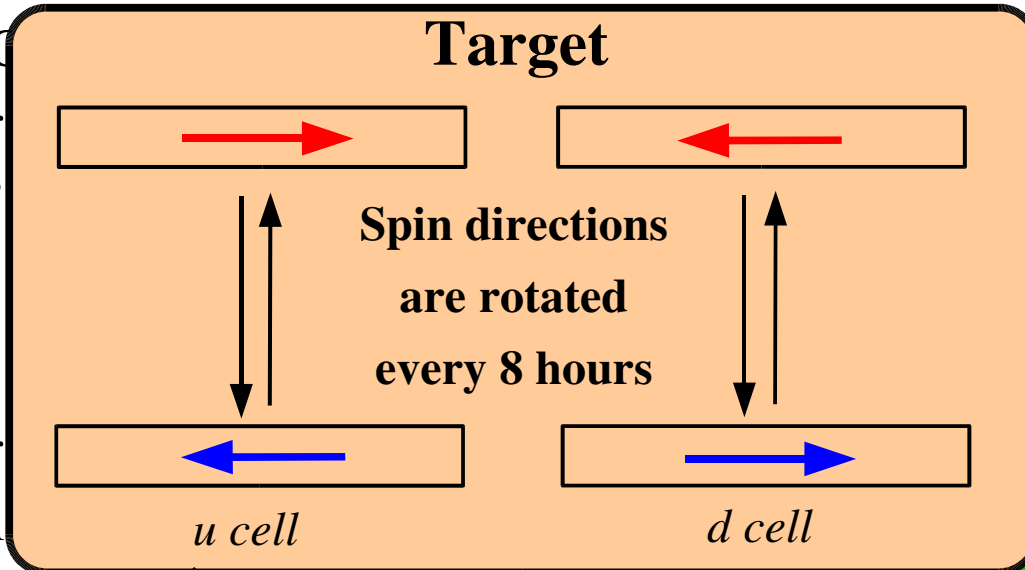 Target
Spin directions
are rotated
every 8 hours
u cell
d cell